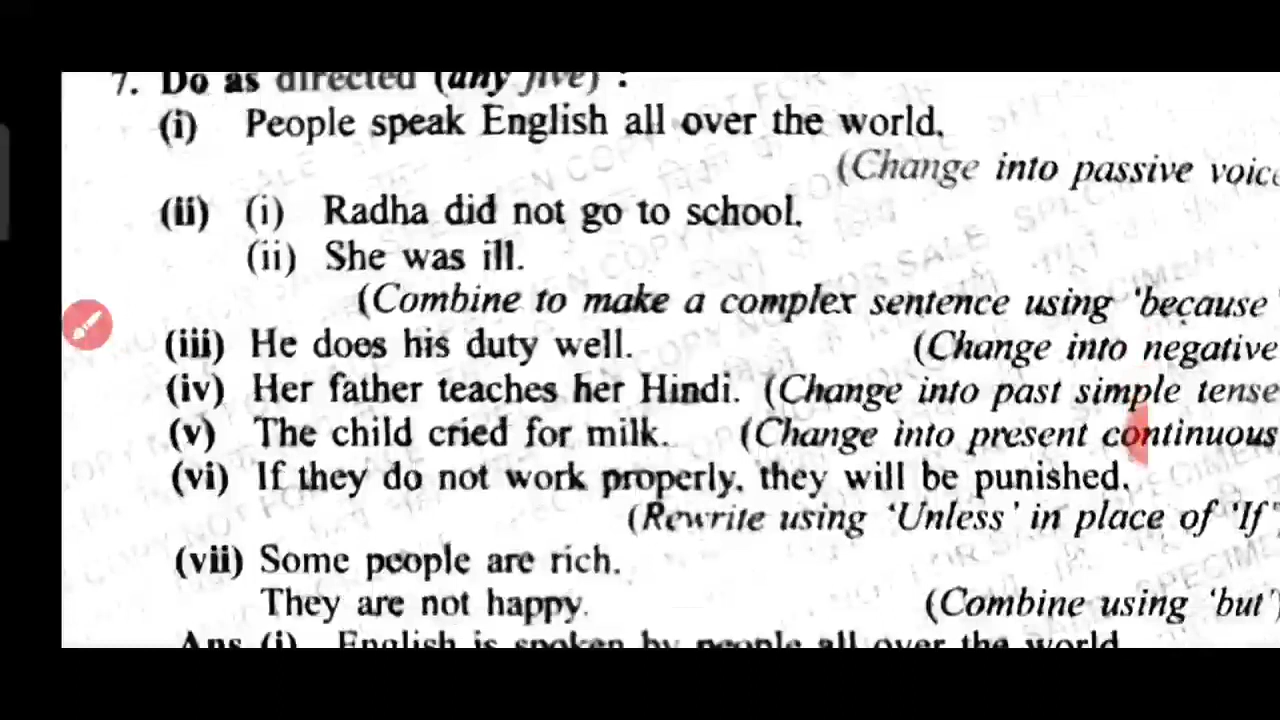 7. Do as directed (any five) :
(i) People speak English all over the world.
(Change into passive voice
(ii) (i) Radha did not go to school.
(ii) She was ill.
(Combine to make a complex sentence using 'because'
(iii) He does his duty well. (Change into negative
(iv) Her father teaches her Hindi. (Change into past simple tense
(v) The child cried for milk. (Change into present continuous
(vi) If they do not work properly, they will be punished.
(Rewrite using 'Unless' in place of 'If'
(vii) Some people are rich.
They are not happy. (Combine using 'but')
Ans (i) English is spoken by people all over the world